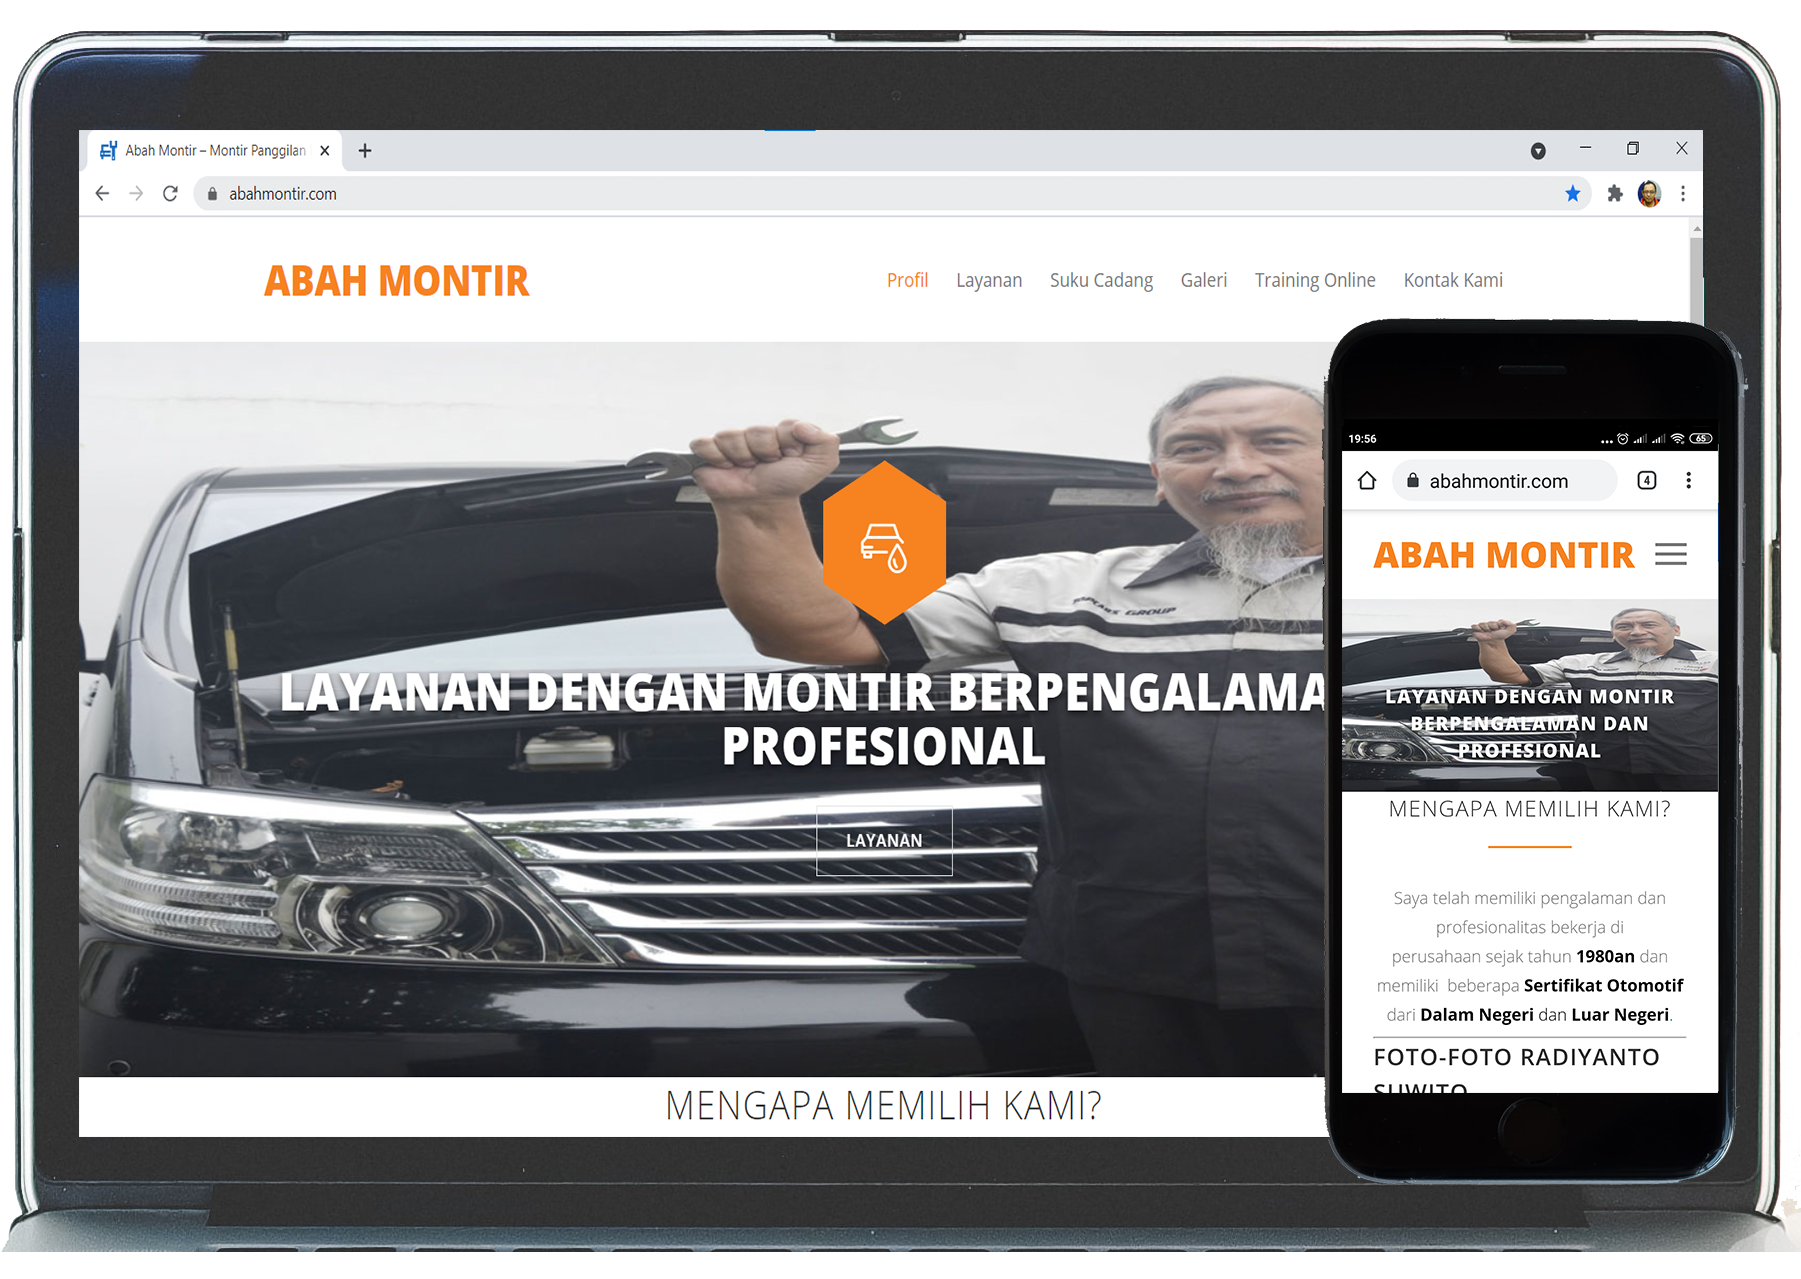 Abah Montir – Montir Panggilan
abahmontir.com
ABAH MONTIR
Profil Layanan Suku Cadang Galeri Training Online Kontak Kami
GROUP
LAYANAN DENGAN MONTIR BERPENGALAMA
PROFESIONAL
LAYANAN
MENGAPA MEMILIH KAMI?
19:56
65
abahmontir.com
4
ABAH MONTIR
LAYANAN DENGAN MONTIR
BERPENGALAMAN DAN
PROFESIONAL
MENGAPA MEMILIH KAMI?
Saya telah memiliki pengalaman dan
profesionalitas bekerja di
perusahaan sejak tahun 1980an dan
memiliki beberapa Sertifikat Otomotif
dari Dalam Negeri dan Luar Negeri.
FOTO-FOTO RADIYANTO
SUWITO